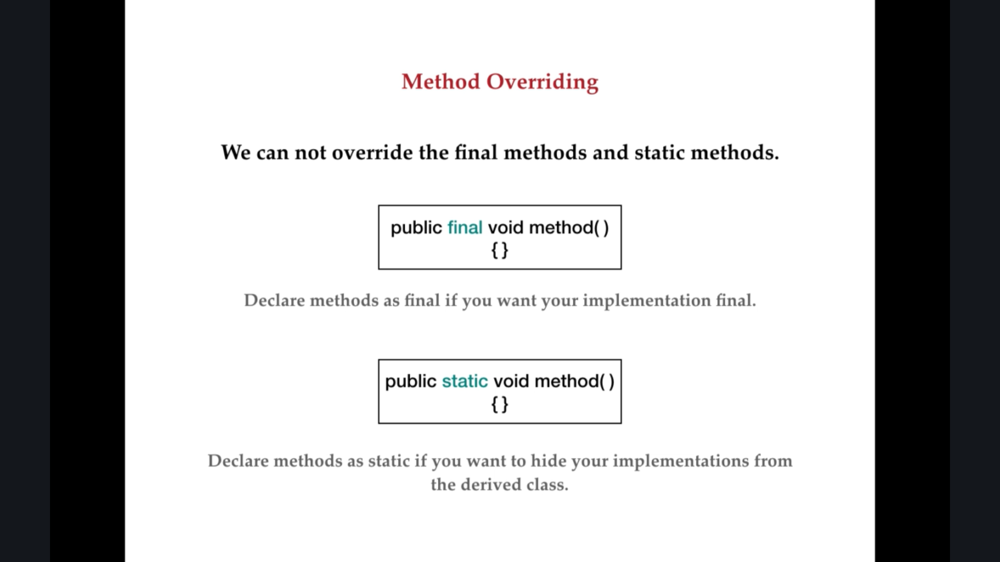 Method Overriding
We can not override the final methods and static methods.
public final void method( )
{ }
Declare methods as final if you want your implementation final.
public static void method( )
{ }
Declare methods as static if you want to hide your implementations from
the derived class.